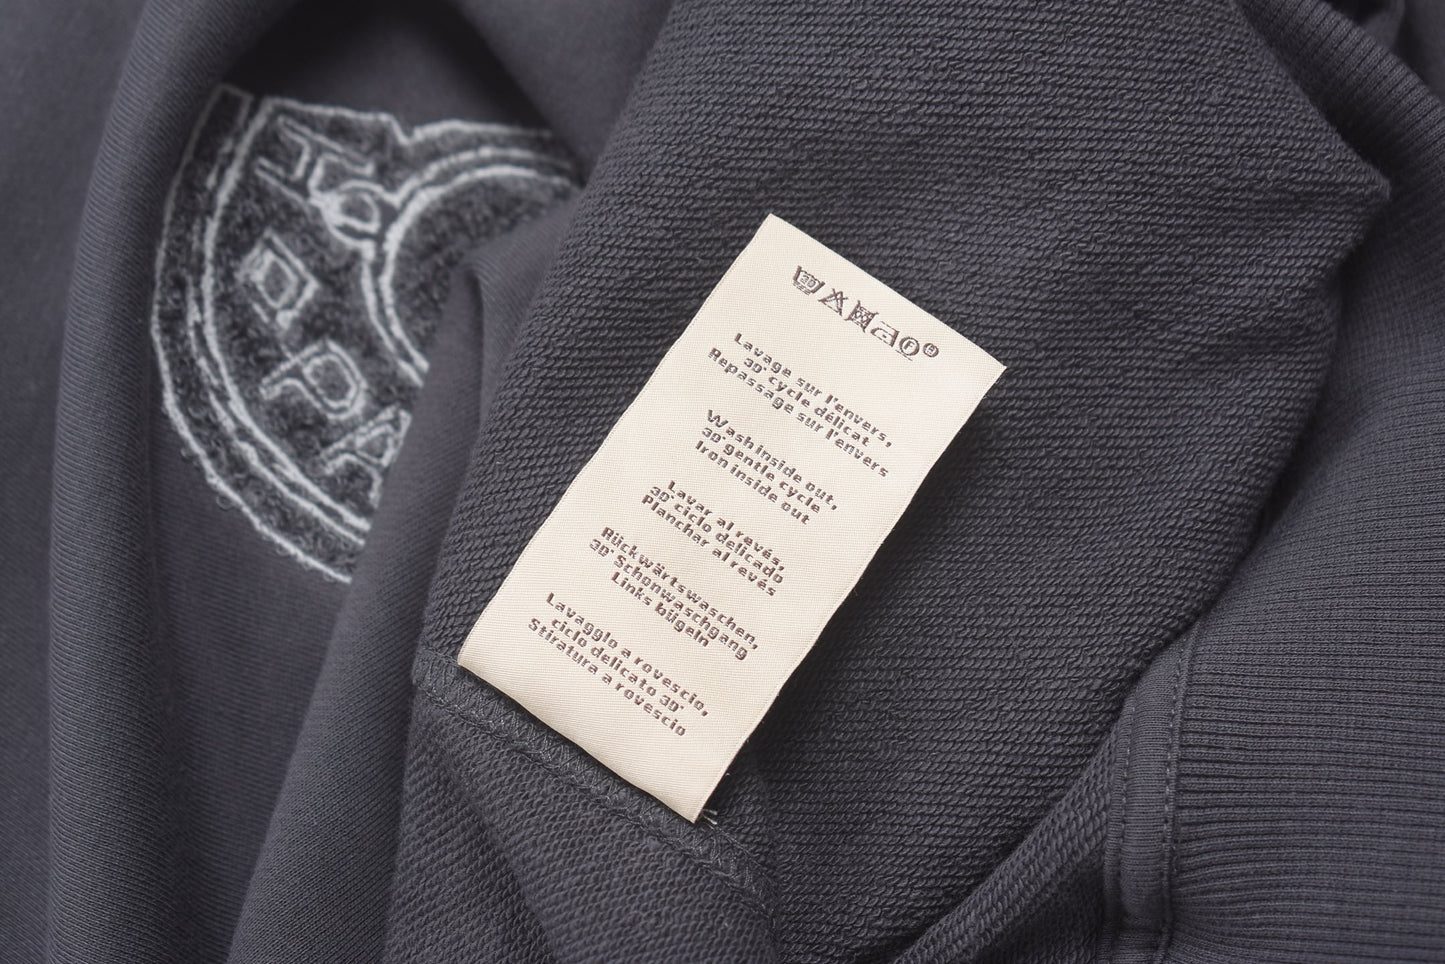 Lavage sur l'envers,
30° cycle délicat.
Repassage sur l'envers
Wash inside out,
30° gentle cycle
Iron inside out
Lavar al revés,
30° ciclo delicado
Planchar al revés
Rückwärtswaschen,
30° Schonwaschgang
Links bügeln
Lavagglo a rovescio,
ciclo delicato 30°
Stiratura a rovescio